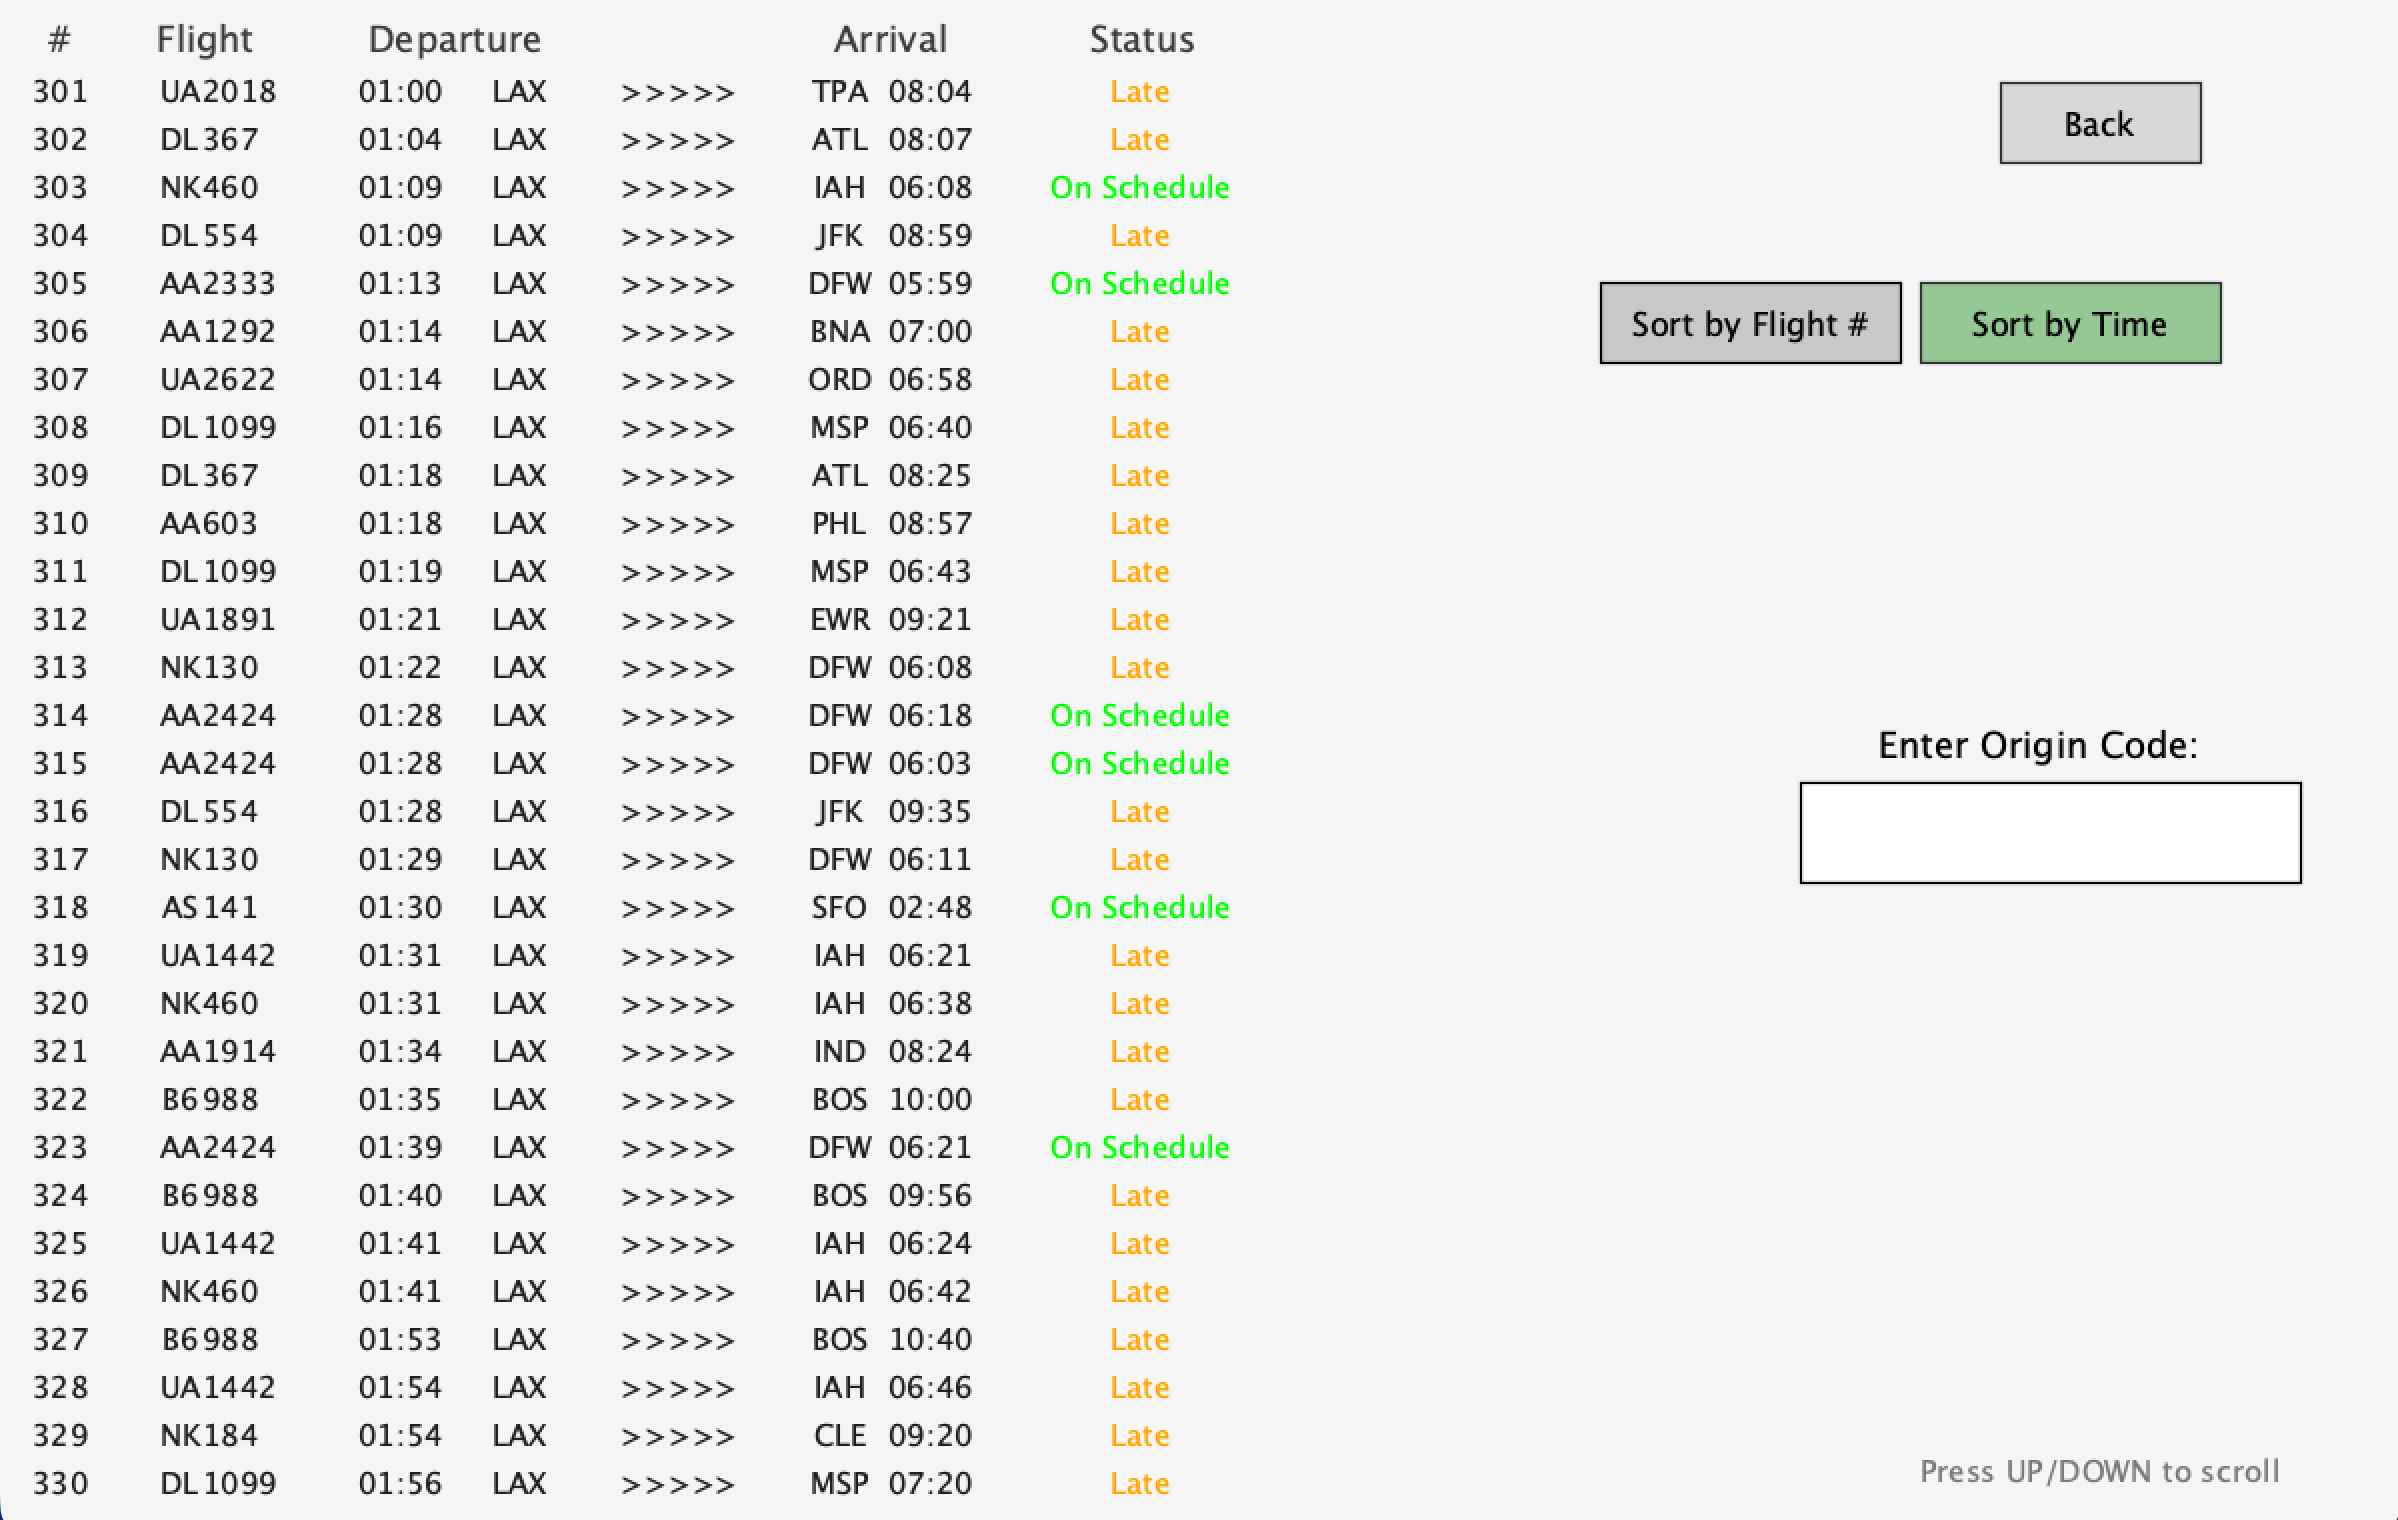 # Flight Departure Arrival Status
301 UA2018 01:00 LAX >>>>> TPA 08:04 Late
302 DL367 01:04 LAX >>>>> ATL 08:07 Late
303 NK460 01:09 LAX >>>>> IAH 06:08 On Schedule
304 DL554 01:09 LAX >>>>> JFK 08:59 Late
305 AA2333 01:13 LAX >>>>> DFW 05:59 On Schedule
306 AA1292 01:14 LAX >>>>> BNA 07:00 Late
307 UA2622 01:14 LAX >>>>> ORD 06:58 Late
308 DL1099 01:16 LAX >>>>> MSP 06:40 Late
309 DL367 01:18 LAX >>>>> ATL 08:25 Late
310 AA603 01:18 LAX >>>>> PHL 08:57 Late
311 DL1099 01:19 LAX >>>>> MSP 06:43 Late
312 UA1891 01:21 LAX >>>>> EWR 09:21 Late
313 NK130 01:22 LAX >>>>> DFW 06:08 Late
314 AA2424 01:28 LAX >>>>> DFW 06:18 On Schedule
315 AA2424 01:28 LAX >>>>> DFW 06:03 On Schedule
316 DL554 01:28 LAX >>>>> JFK 09:35 Late
317 NK130 01:29 LAX >>>>> DFW 06:11 Late
318 AS141 01:30 LAX >>>>> SFO 02:48 On Schedule
319 UA1442 01:31 LAX >>>>> IAH 06:21 Late
320 NK460 01:31 LAX >>>>> IAH 06:38 Late
321 AA1914 01:34 LAX >>>>> IND 08:24 Late
322 B6988 01:35 LAX >>>>> BOS 10:00 Late
323 AA2424 01:39 LAX >>>>> DFW 06:21 On Schedule
324 B6988 01:40 LAX >>>>> BOS 09:56 Late
325 UA1442 01:41 LAX >>>>> IAH 06:24 Late
326 NK460 01:41 LAX >>>>> IAH 06:42 Late
327 B6988 01:53 LAX >>>>> BOS 10:40 Late
328 UA1442 01:54 LAX >>>>> IAH 06:46 Late
329 NK184 01:54 LAX >>>>> CLE 09:20 Late
330 DL1099 01:56 LAX >>>>> MSP 07:20 Late
Back
Sort by Flight # Sort by Time
Enter Origin Code:
Press UP/DOWN to scroll